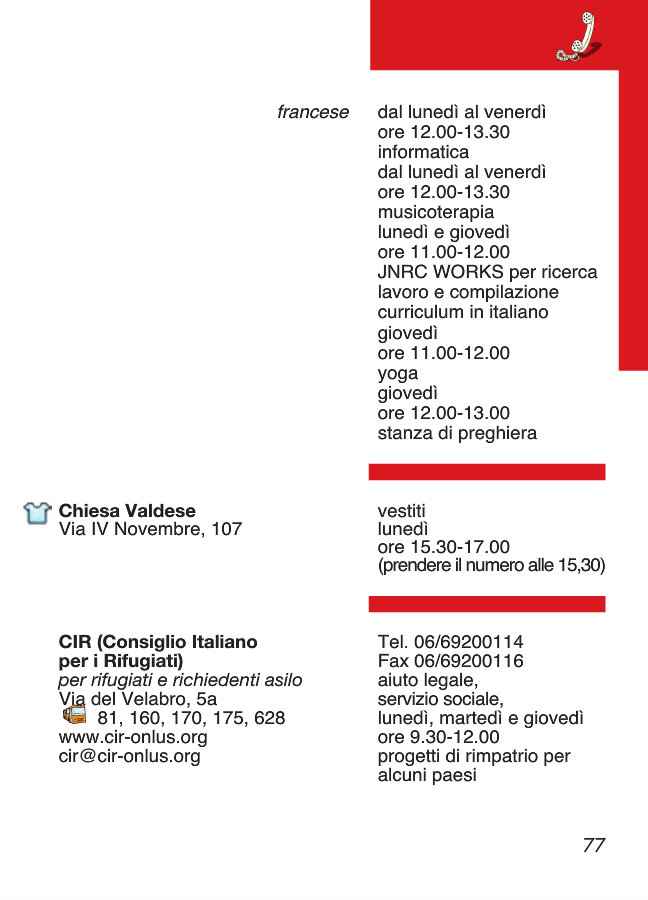 francese
dal lunedì al venerdì
ore 12.00-13.30
informatica
dal lunedì al venerdì
ore 12.00-13.30
musicoterapia
lunedì e giovedì
ore 11.00-12.00
JNRC WORKS per ricerca
lavoro e compilazione
curriculum in italiano
giovedì
ore 11.00-12.00
yoga
giovedì
ore 12.00-13.00
stanza di preghiera
Chiesa Valdese
Via IV Novembre, 107
vestiti
lunedì
ore 15.30-17.00
(prendere il numero alle 15,30)
CIR (Consiglio Italiano
per i Rifugiati)
per rifugiati e richiedenti asilo
Via del Velabro, 5a
81, 160, 170, 175, 628
www.cir-onlus.org
cir@cir-onlus.org
Tel. 06/69200114
Fax 06/69200116
aiuto legale,
servizio sociale,
lunedì, martedì e giovedì
ore 9.30-12.00
progetti di rimpatrio per
alcuni paesi
77